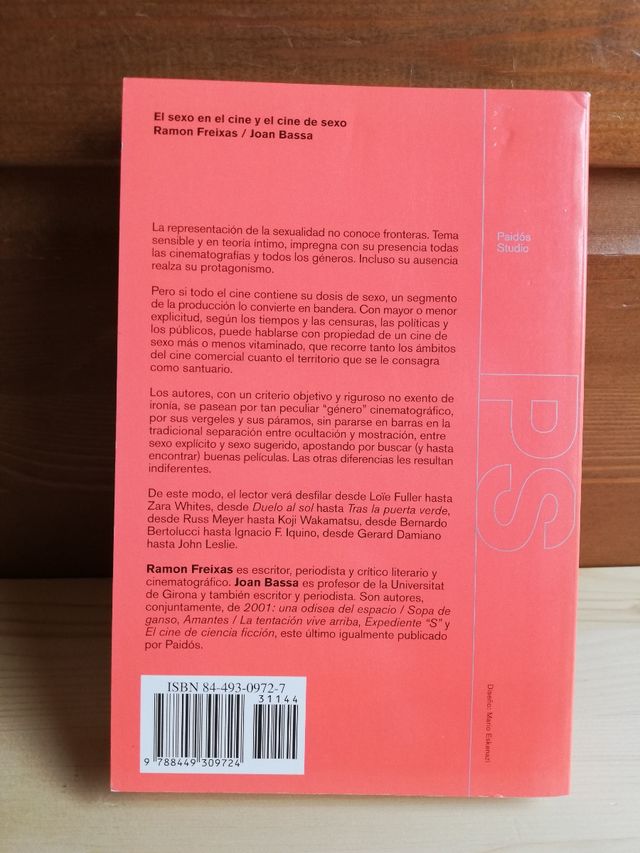 El sexo en el cine y el cine de sexo
Ramon Freixas / Joan Bassa
La representación de la sexualidad no conoce fronteras. Tema
sensible y en teoría íntimo, impregna con su presencia todas
las cinematografías y todos los géneros. Incluso su ausencia
realza su protagonismo.
Pero si todo el cine contiene su dosis de sexo, un segmento
de la producción lo convierte en bandera. Con mayor o menor
explicitud, según los tiempos y las censuras, las políticas y
los públicos, puede hablarse con propiedad de un cine de
sexo más o menos vitaminado, que recorre tanto los ámbitos
del cine comercial cuanto el territorio que se le consagra
como santuario.
Los autores, con un criterio objetivo y riguroso no exento de
ironía, se pasean por tan peculiar “género” cinematográfico,
por sus vergeles y sus páramos, sin pararse en barras en la
tradicional separación entre ocultación y mostración, entre
sexo explícito y sexo sugerido, apostando por buscar (y hasta
encontrar) buenas películas. Las otras diferencias les resultan
indiferentes.
De este modo, el lector verá desfilar desde Loïe Fuller hasta
Zara Whites, desde Duelo al sol hasta Tras la puerta verde,
desde Russ Meyer hasta Koji Wakamatsu, desde Bernardo
Bertolucci hasta Ignacio F. Iquino, desde Gerard Damiano
hasta John Leslie.
Ramon Freixas es escritor, periodista y crítico literario y
cinematográfico. Joan Bassa es profesor de la Universitat
de Girona y también escritor y periodista. Son autores,
conjuntamente, de 2001: una odisea del espacio / Sopa de
ganso, Amantes / La tentación vive arriba, Expediente “S” y
El cine de ciencia ficción, este último igualmente publicado
por Paidós.
ISBN 84-493-0972-7
31144
9 788449 309724
Paidós
Studio
PS
Diseño: Mario Eskenazi